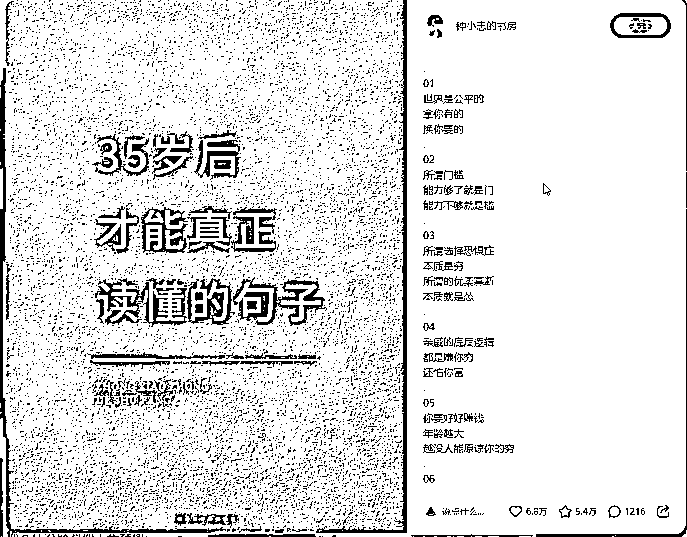 35岁后
才能真正
读懂的句子
钟小志的书房
01
世界是公平的
拿你有的
换你要的
.
02
所谓门槛
能力够了就是门
能力不够就是槛
.
03
所谓选择恐惧症
本质是穷
所谓的优柔寡断
本质就是怂
.
04
亲戚的底层逻辑
都是嫌你穷
还怕你富
.
05
你要好好赚钱
年龄越大
越没人能原谅你的穷
.
06
说点什么...
6.8万
5.4万
1216